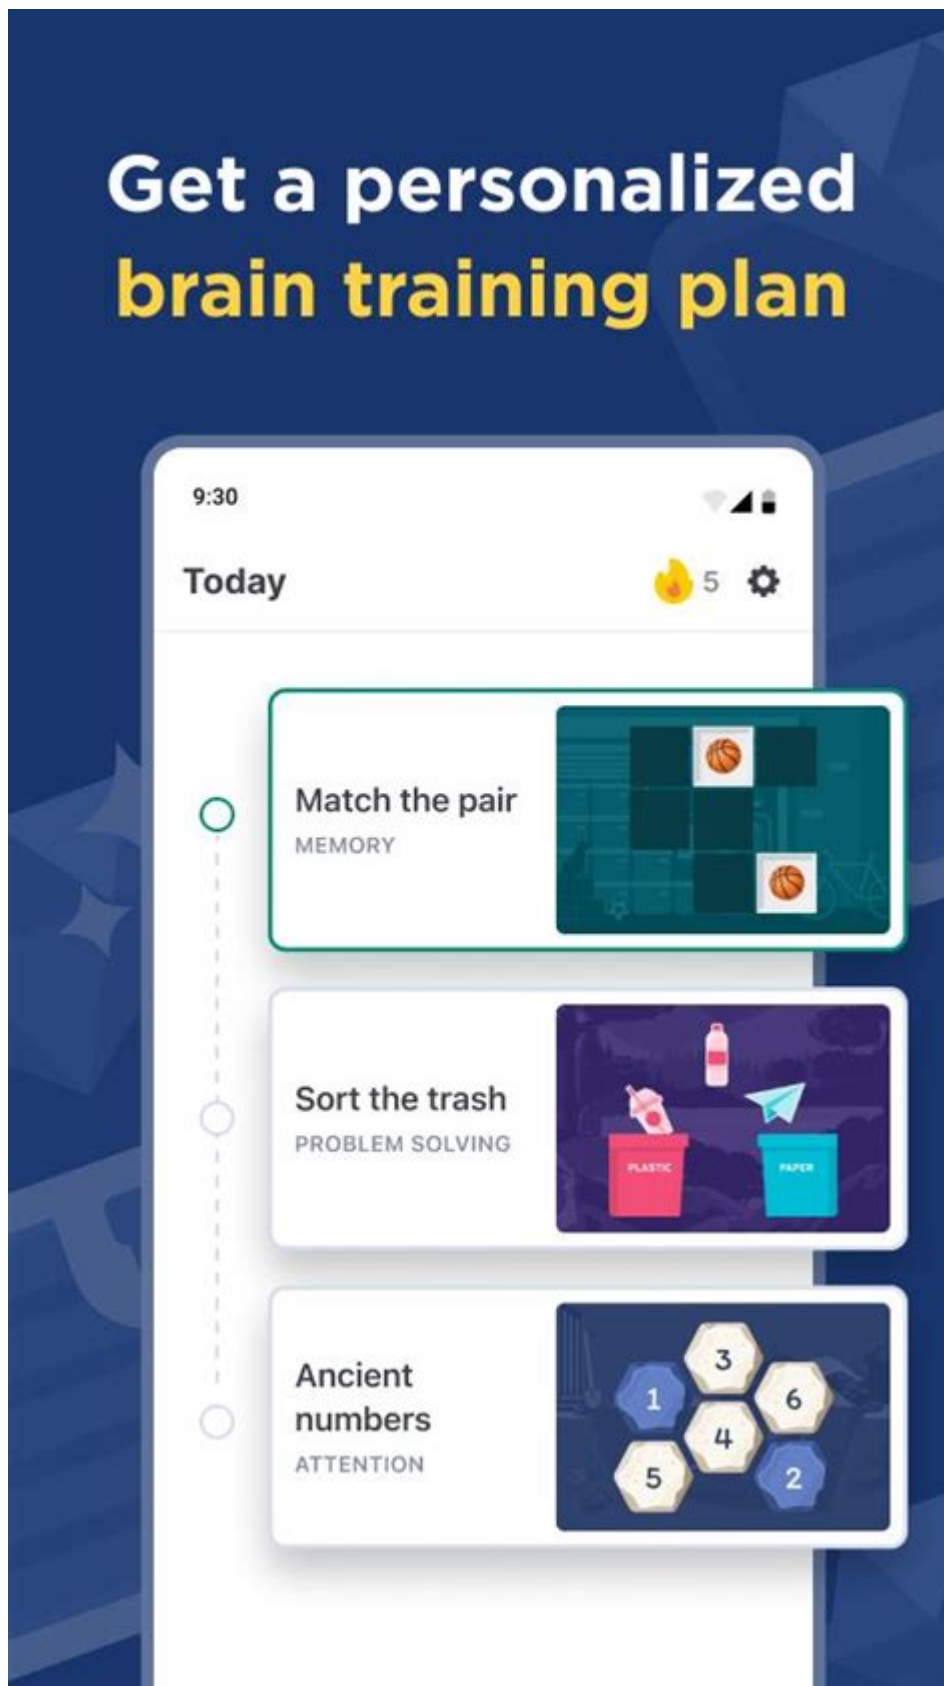 Get a personalized
brain training plan
9:30
Today
5
Match the pair
MEMORY
Sort the trash
PROBLEM SOLVING
PLASTIC
PAPER
Ancient
numbers
ATTENTION
3
1
6
4
5
2